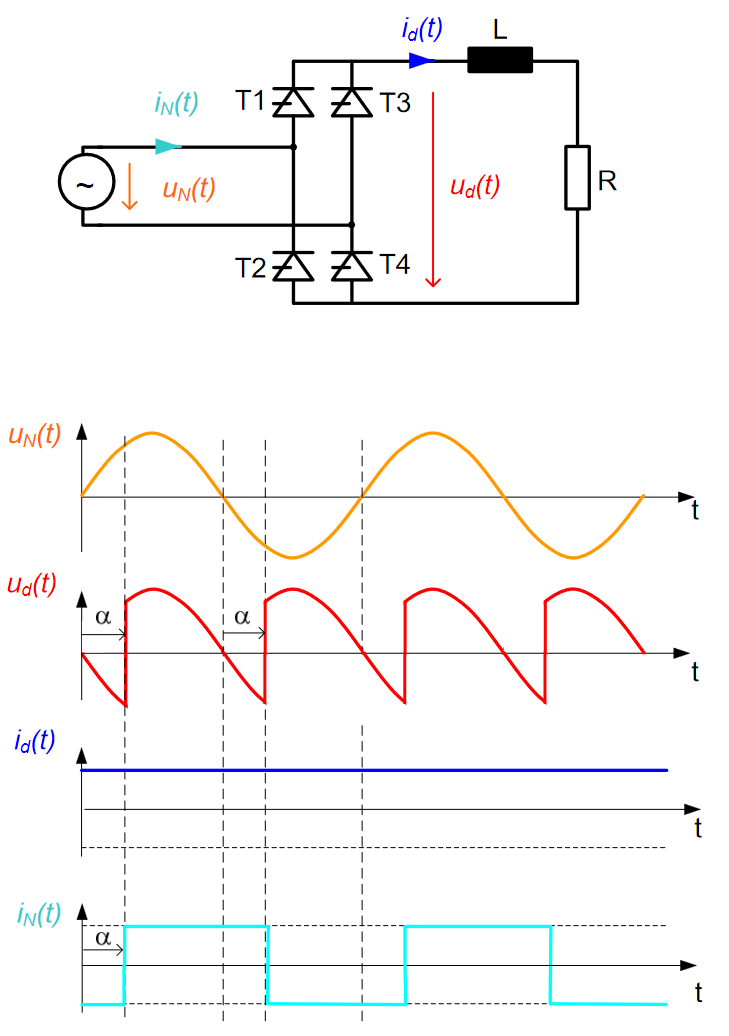 i_d(t) L
T1 T3
i_N(t)
~ u_N(t) u_d(t) R
T2 T4
u_N(t)
t
u_d(t)
α α
t
i_d(t)
t
i_N(t)
α
t